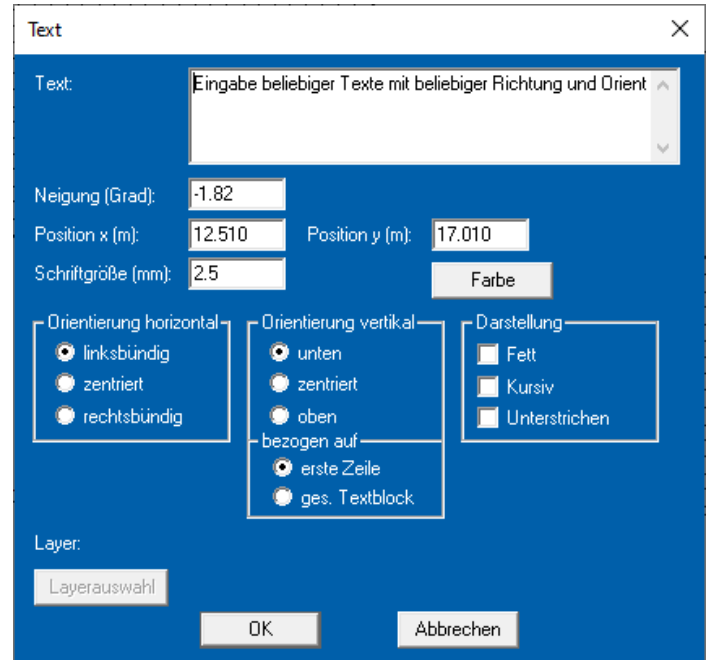 Text
Text:
Eingabe beliebiger Texte mit beliebiger Richtung und Orient
Neigung (Grad):
-1.82
Position x (m):
12.510
Position y (m):
17.010
Schriftgröße (mm):
2.5
Farbe
Orientierung horizontal
linksbündig
zentriert
rechtsbündig
Orientierung vertikal
unten
zentriert
oben
bezogen auf
erste Zeile
ges. Textblock
Darstellung
Fett
Kursiv
Unterstrichen
Layer:
Layerauswahl
OK
Abbrechen